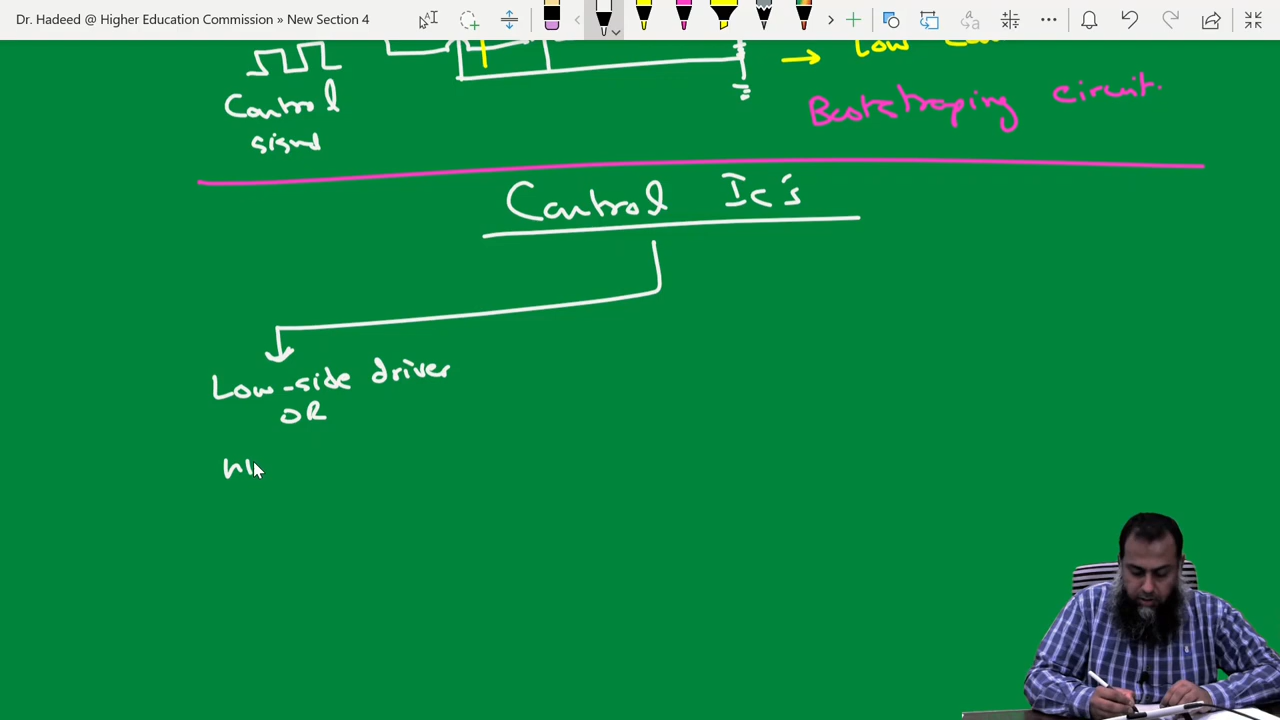 Dr. Hadeed @ Higher Education Commission » New Section 4
Low
Control
signal
Bootstraping circuit.
Control Ic's
Low-side driver
OR